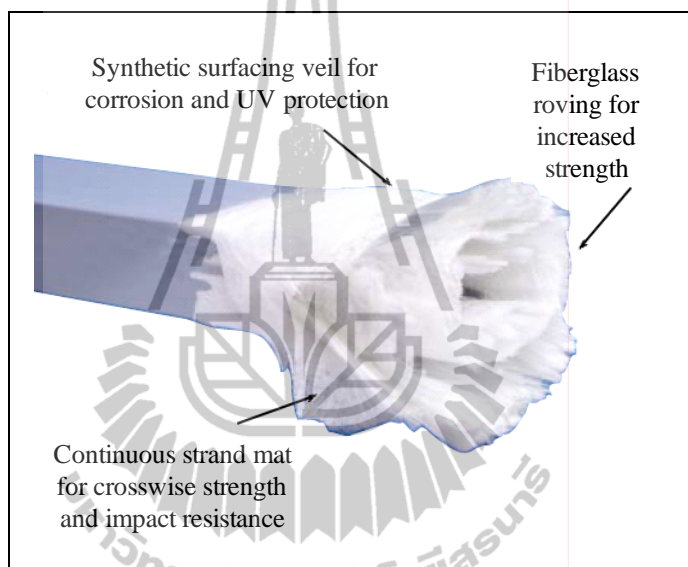 Synthetic surfacing veil for
corrosion and UV protection
Fiberglass
roving for
increased
strength
Continuous strand mat
for crosswise strength
and impact resistance